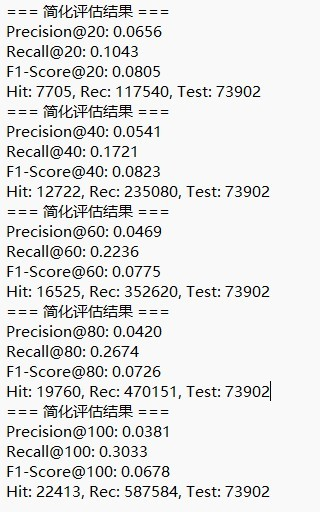 === 简化评估结果 ===
Precision@20: 0.0656
Recall@20: 0.1043
F1-Score@20: 0.0805
Hit: 7705, Rec: 117540, Test: 73902
=== 简化评估结果 ===
Precision@40: 0.0541
Recall@40: 0.1721
F1-Score@40: 0.0823
Hit: 12722, Rec: 235080, Test: 73902
=== 简化评估结果 ===
Precision@60: 0.0469
Recall@60: 0.2236
F1-Score@60: 0.0775
Hit: 16525, Rec: 352620, Test: 73902
=== 简化评估结果 ===
Precision@80: 0.0420
Recall@80: 0.2674
F1-Score@80: 0.0726
Hit: 19760, Rec: 470151, Test: 73902
=== 简化评估结果 ===
Precision@100: 0.0381
Recall@100: 0.3033
F1-Score@100: 0.0678
Hit: 22413, Rec: 587584, Test: 73902